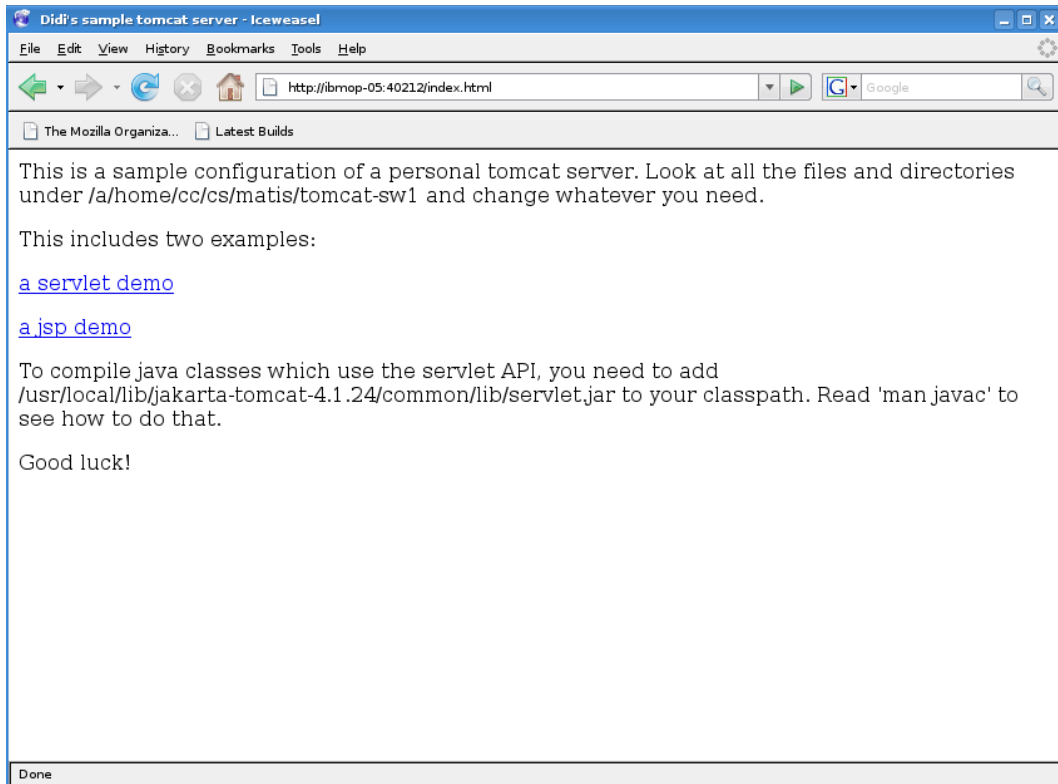 Didi's sample tomcat server - Iceweasel
File Edit View History Bookmarks Tools Help
http://ibmop-05:40212/index.html
G Google
The Mozilla Organiza... Latest Builds
This is a sample configuration of a personal tomcat server. Look at all the files and directories
under /a/home/cc/cs/matis/tomcat-sw1 and change whatever you need.
This includes two examples:
a servlet demo
a jsp demo
To compile java classes which use the servlet API, you need to add
/usr/local/lib/jakarta-tomcat-4.1.24/common/lib/servlet.jar to your classpath. Read 'man javac' to
see how to do that.
Good luck!
Done